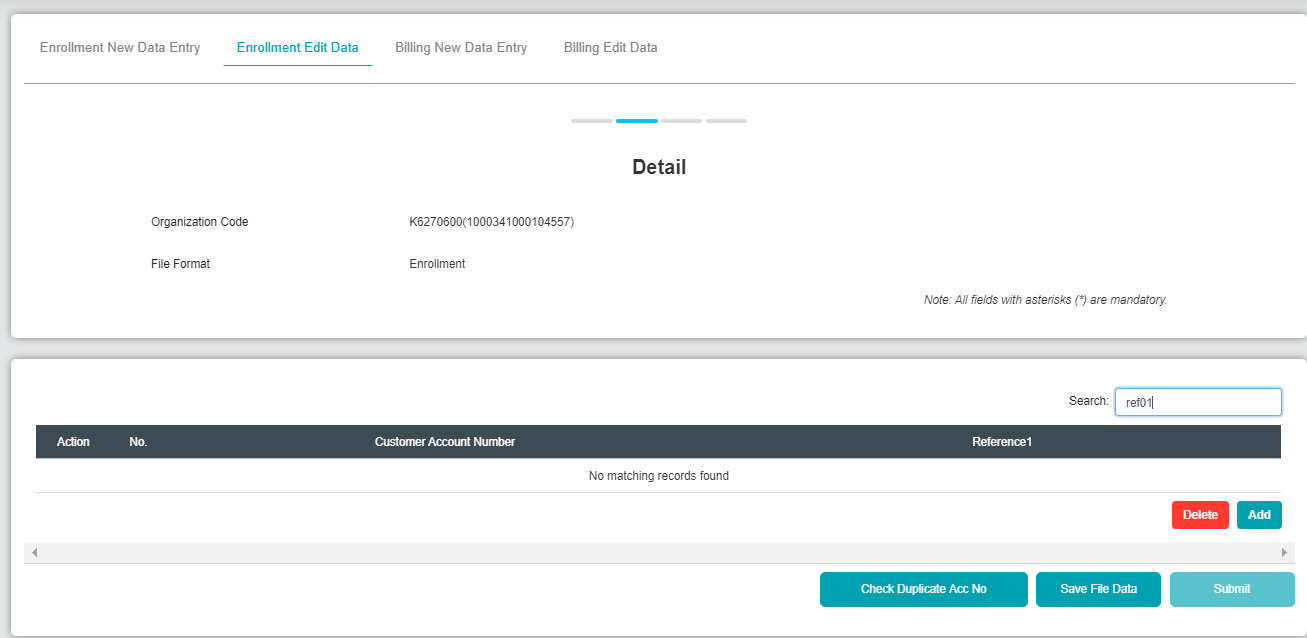 Enrollment New Data Entry Enrollment Edit Data Billing New Data Entry Billing Edit Data
Detail
Organization Code K6270600(1000341000104557)
File Format Enrollment
Note: All fields with asterisks (*) are mandatory.
Search: ref01
Action No. Customer Account Number Reference1
No matching records found
Delete Add
Check Duplicate Acc No Save File Data Submit